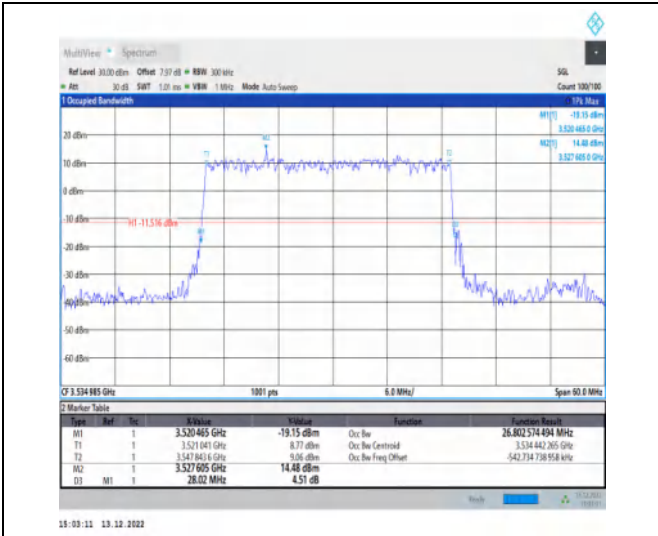 MultiView Spectrum
Ref Level 30.00 dBm Offset 7.97 dB RBW 300 kHz SGL
Att 30 dB SWT 1.01 ms VBW 1 MHz Mode Auto Sweep Count 100/100
1 Occupied Bandwidth 1Pk Max
M1[1] -19.15 dBm
3.520 465 0 GHz
M2[1] 14.48 dBm
3.527 605 0 GHz
20 dBm
10 dBm
0 dBm
-10 dBm
H1 -11.516 dBm
-20 dBm
-30 dBm
-40 dBm
-50 dBm
-60 dBm
CF 3.534 985 GHz 1001 pts 6.0 MHz/ Span 60.0 MHz
2 Marker Table
Type Ref Trc X-Value Y-Value Function Function Result
M1 1 3.520 465 GHz -19.15 dBm Occ Bw 26.802 574 494 MHz
T1 1 3.521 041 GHz 8.77 dBm Occ Bw Centroid 3.534 442 265 GHz
T2 1 3.547 843 6 GHz 9.06 dBm Occ Bw Freq Offset -542.734 738 958 kHz
M2 1 3.527 605 GHz 14.48 dBm
D3 M1 1 28.02 MHz 4.51 dB
Ready
15:03:11 13.12.2022